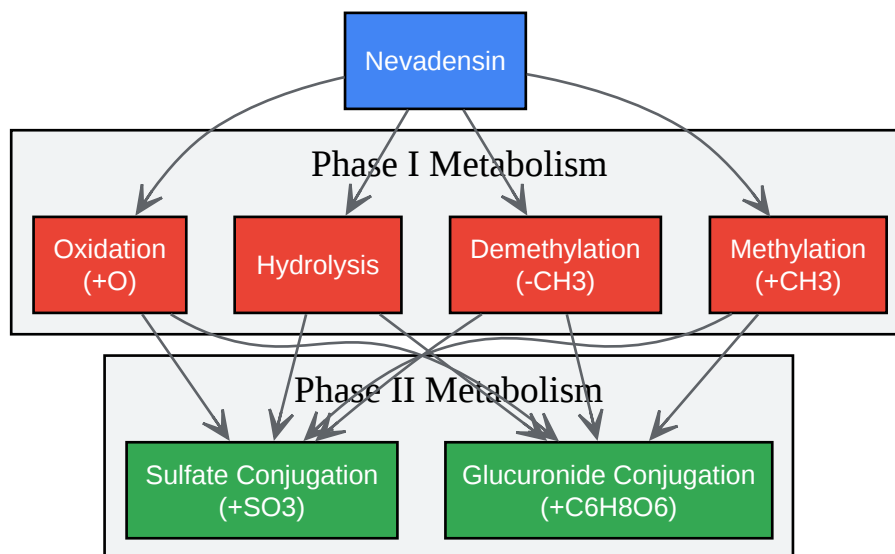 Nevadensin
Phase I Metabolism
Oxidation
(+O)
Hydrolysis
Demethylation
(-CH3)
Methylation
(+CH3)
Phase II Metabolism
Sulfate Conjugation
(+SO3)
Glucuronide Conjugation
(+C6H8O6)